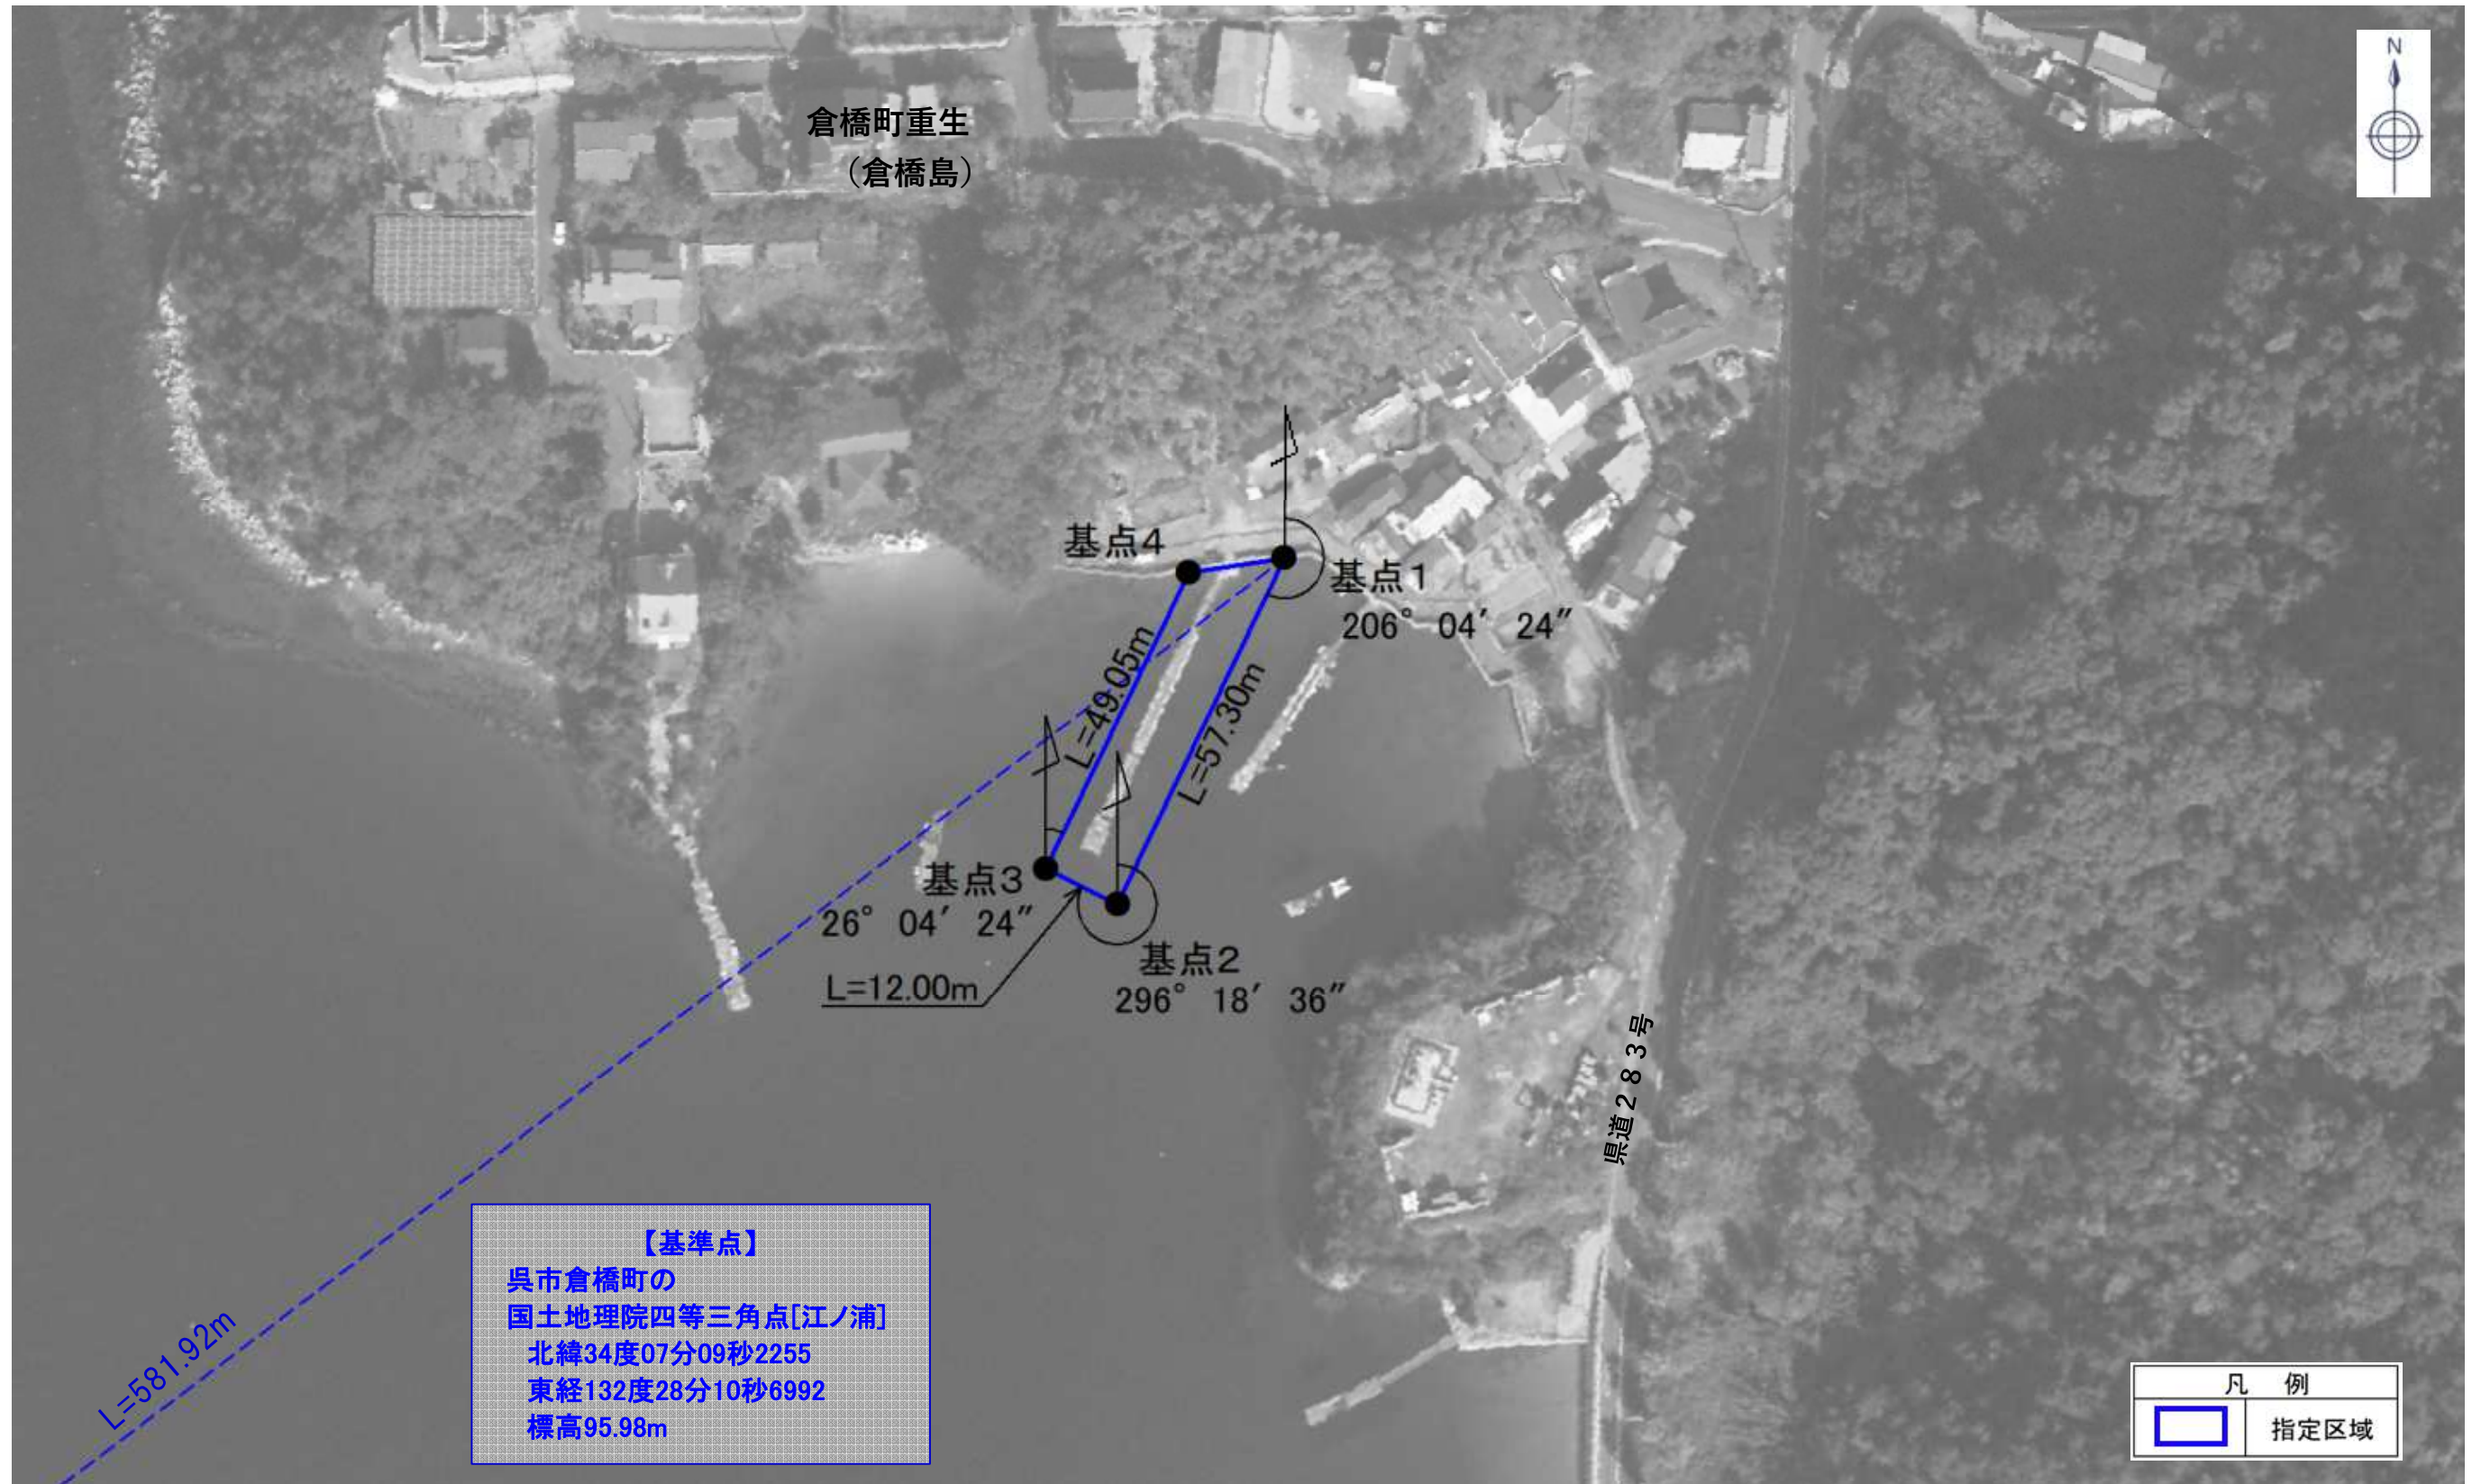 N
倉橋町重生
（倉橋島）
基点4
基点1
206° 04′ 24″
L=49.05m
L=57.30m
基点3
26° 04′ 24″
基点2
296° 18′ 36″
L=12.00m
県道283号
L=581.92m
【基準点】
呉市倉橋町の
国土地理院四等三角点[江ノ浦]
北緯34度07分09秒2255
東経132度28分10秒6992
標高95.98m
凡 例
指定区域